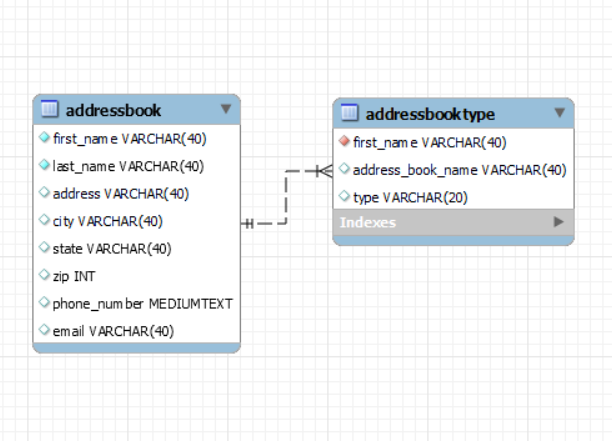 addressbook
first_name VARCHAR(40)
last_name VARCHAR(40)
address VARCHAR(40)
city VARCHAR(40)
state VARCHAR(40)
zip INT
phone_number MEDIUMTEXT
email VARCHAR(40)
addressbooktype
first_name VARCHAR(40)
address_book_name VARCHAR(40)
type VARCHAR(20)
Indexes